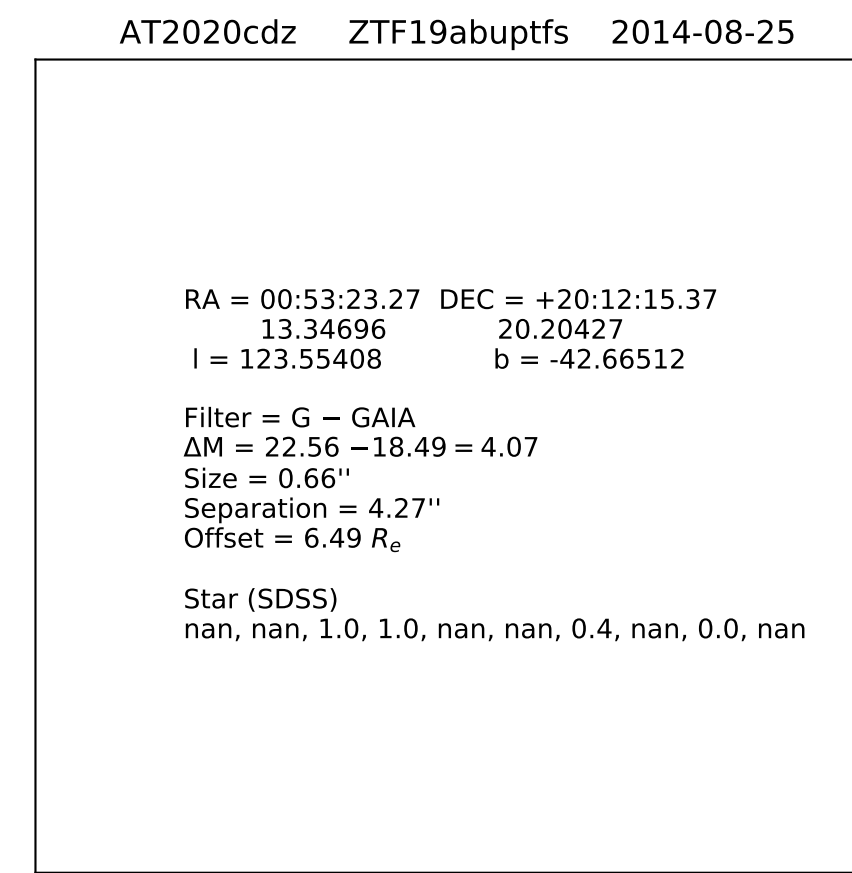 AT2020cdz ZTF19abuptfs 2014-08-25
RA = 00:53:23.27 DEC = +20:12:15.37
13.34696 20.20427
l = 123.55408 b = -42.66512
Filter = G − GAIA
ΔM = 22.56 −18.49 = 4.07
Size = 0.66''
Separation = 4.27''
Offset = 6.49 Re
Star (SDSS)
nan, nan, 1.0, 1.0, nan, nan, 0.4, nan, 0.0, nan